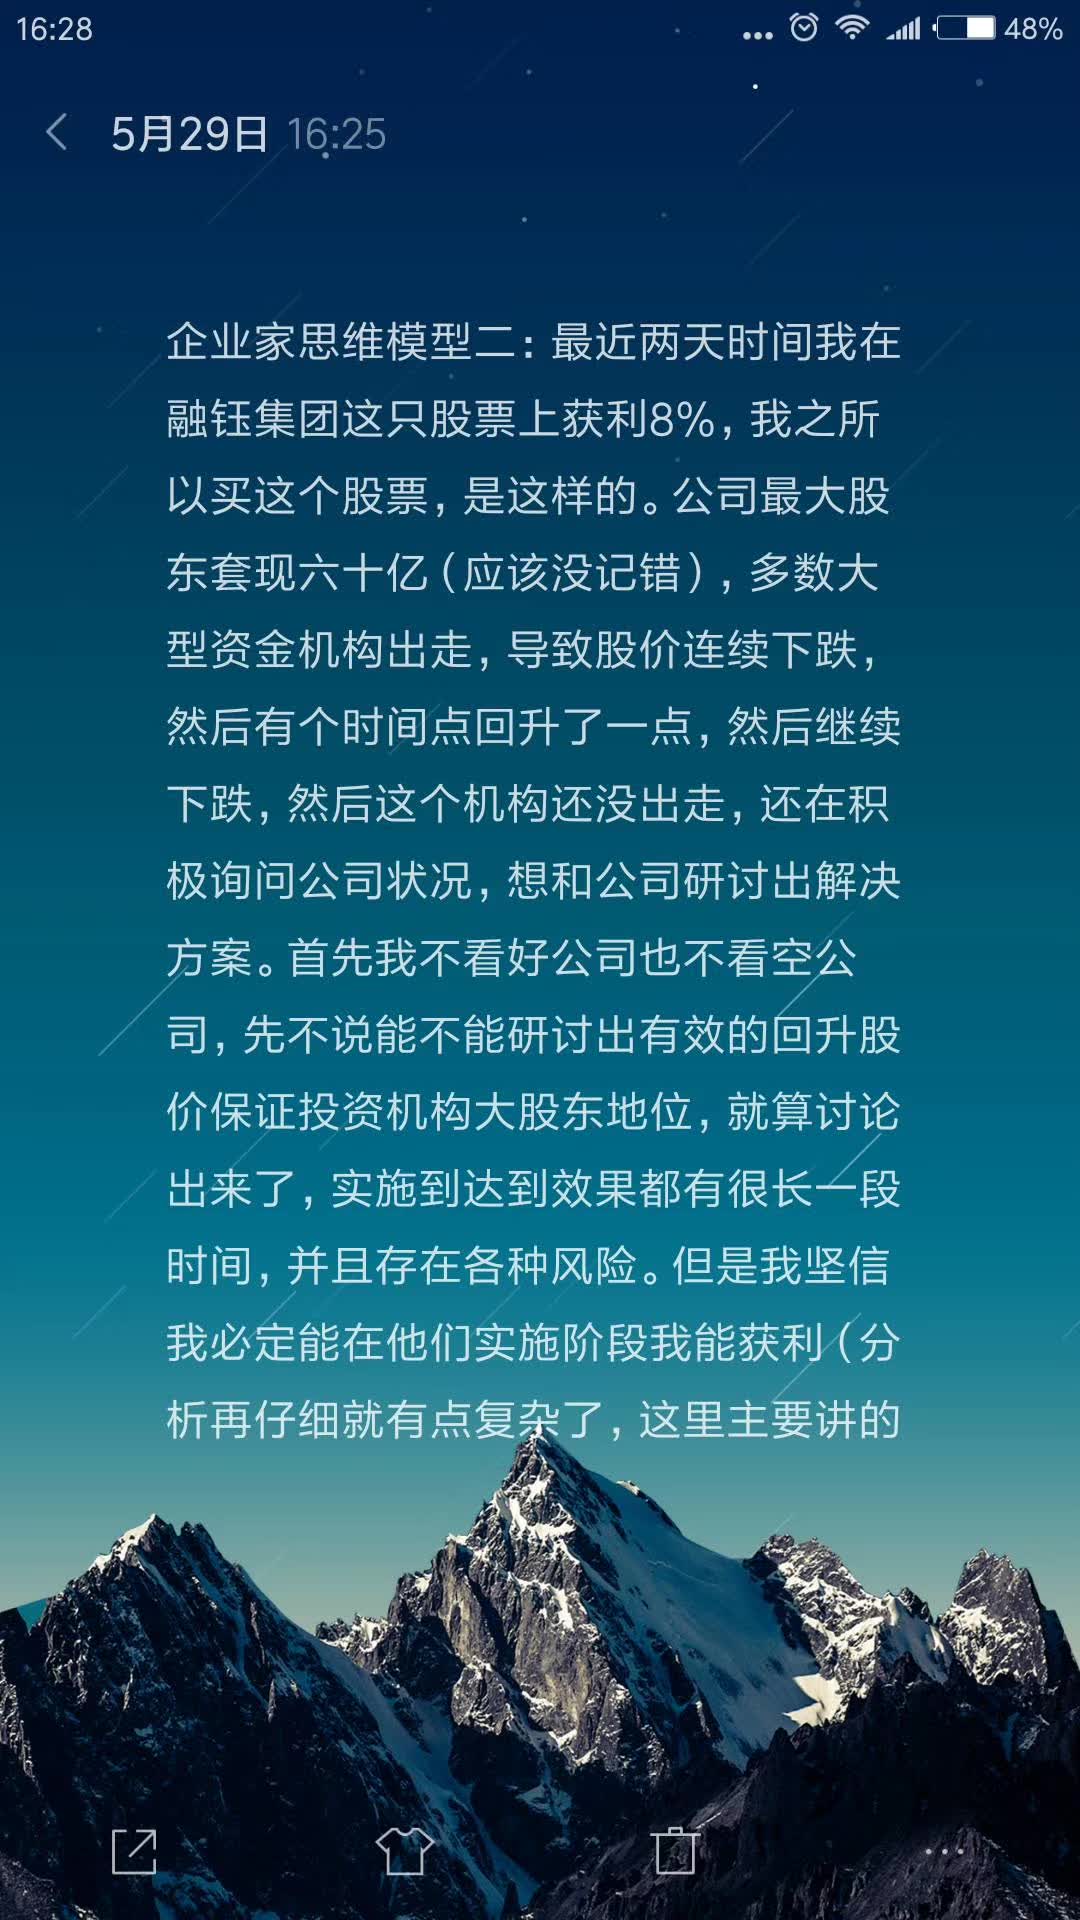 16:28
48%
5月29日 16:25
企业家思维模型二：最近两天时间我在
融钰集团这只股票上获利8%，我之所
以买这个股票，是这样的。公司最大股
东套现六十亿（应该没记错），多数大
型资金机构出走，导致股价连续下跌，
然后有个时间点回升了一点，然后继续
下跌，然后这个机构还没出走，还在积
极询问公司状况，想和公司研讨出解决
方案。首先我不看好公司也不看空公
司，先不说能不能研讨出有效的回升股
价保证投资机构大股东地位，就算讨论
出来了，实施到达到效果都有很长一段
时间，并且存在各种风险。但是我坚信
我必定能在他们实施阶段我能获利（分
析再仔细就有点复杂了，这里主要讲的